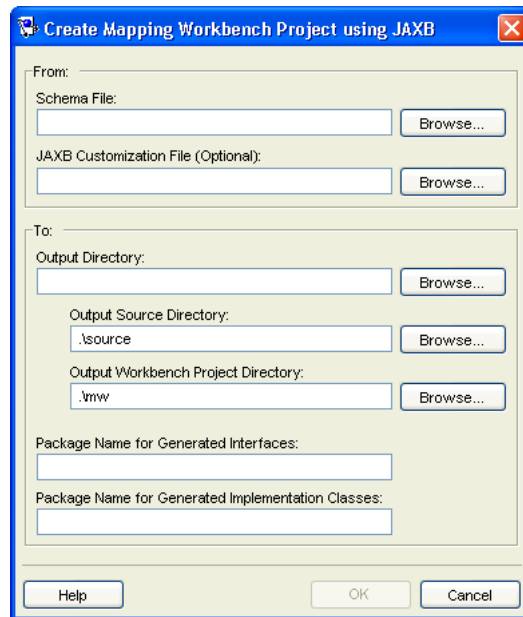 Create Mapping Workbench Project using JAXB
From:
Schema File:
Browse...
JAXB Customization File (Optional):
Browse...
To:
Output Directory:
Browse...
Output Source Directory:
.\source
Browse...
Output Workbench Project Directory:
.\mw
Browse...
Package Name for Generated Interfaces:
Package Name for Generated Implementation Classes:
Help
OK
Cancel